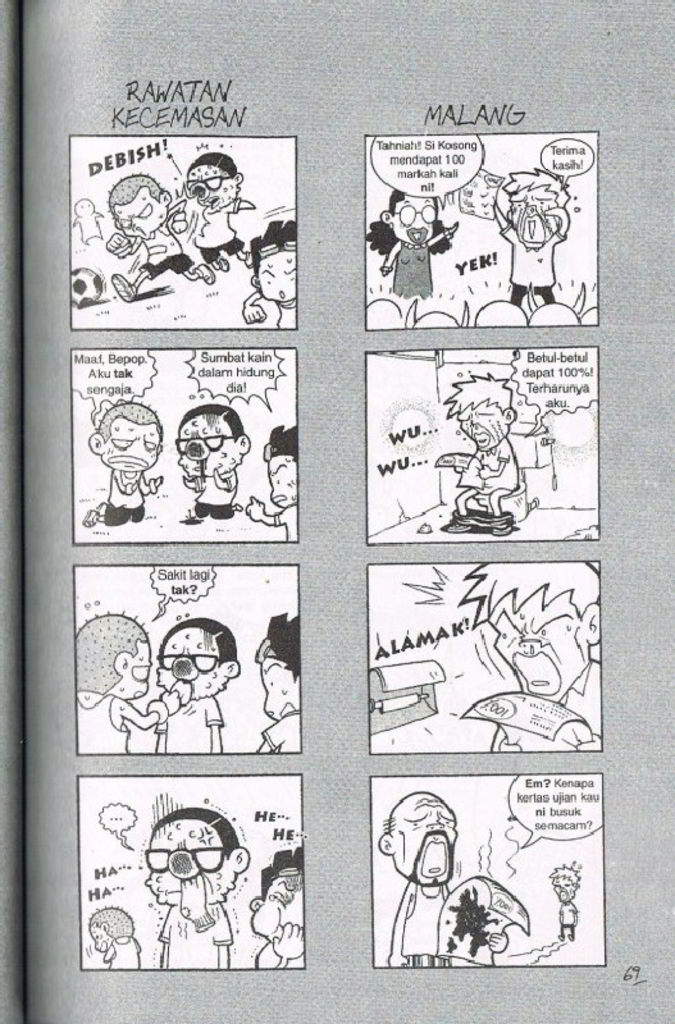 RAWATAN
KECEMASAN
DEBISH!
Maaf, Bepop.
Aku tak
sengaja.
Sumbat kain
dalam hidung
dia!
Sakit lagi
tak?
...
HA...
HA...
HE...
HE...
MALANG
Tahniah!! Si Kosong
mendapat 100
markah kali
ni!
Terima
kasih!
YEK!
Betul-betul
dapat 100%!
Terharunya
aku.
WU...
WU...
ALAMAK!
100!
Em? Kenapa
kertas ujian kau
ni busuk
semacam?
100!
69